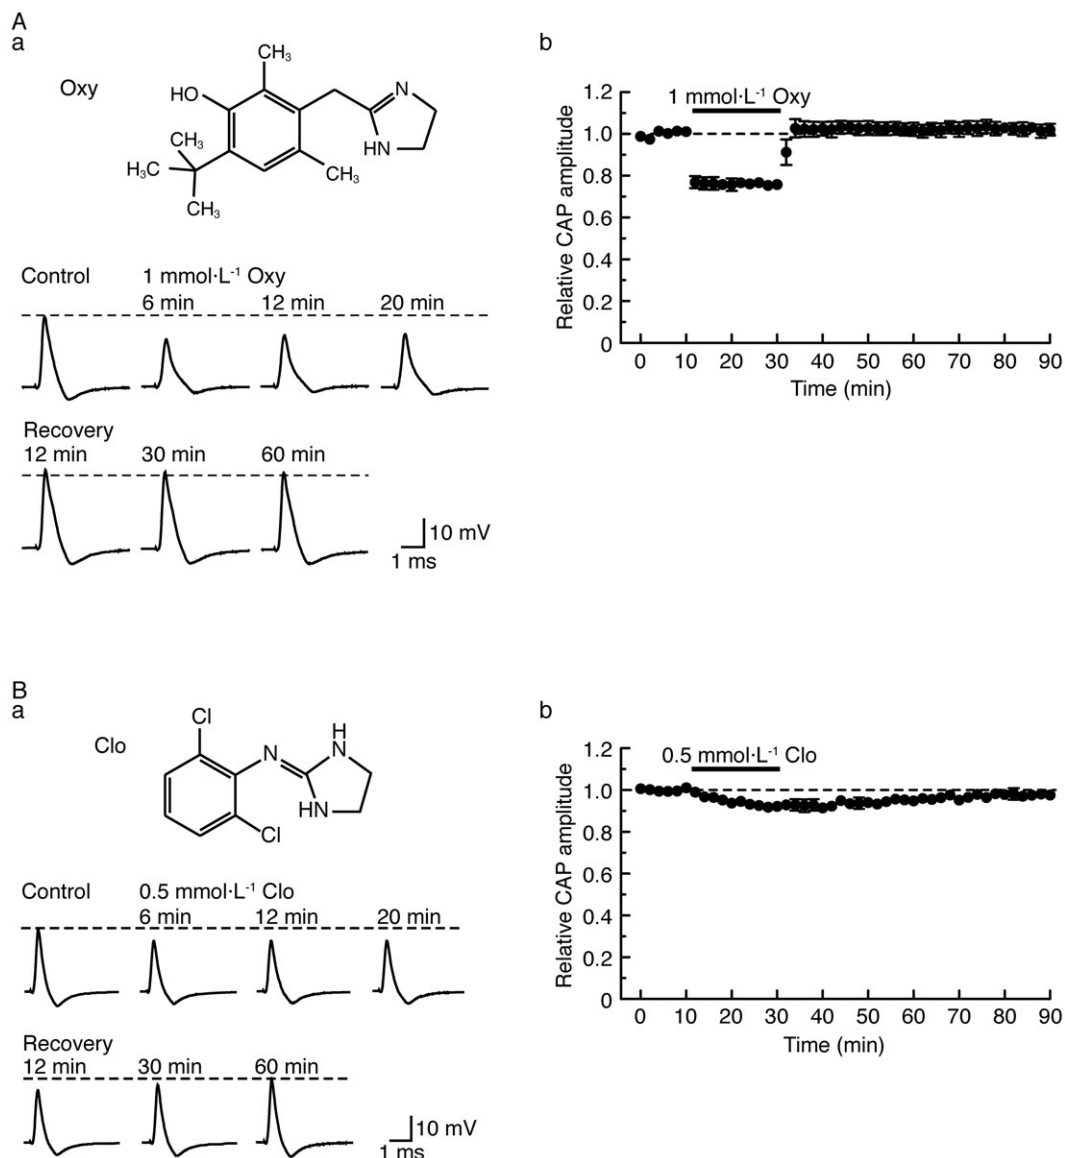 A
a
Oxy
CH₃
HO
N
NH
CH₃
H₃C
CH₃
CH₃
Control
1 mmol·L⁻¹ Oxy
6 min
12 min
20 min
Recovery
12 min
30 min
60 min
10 mV
1 ms
b
1 mmol·L⁻¹ Oxy
Relative CAP amplitude
1.2
1.0
0.8
0.6
0.4
0.2
0
0 10 20 30 40 50 60 70 80 90
Time (min)
B
a
Clo
Cl
N
H
N
HN
Cl
Control
0.5 mmol·L⁻¹ Clo
6 min
12 min
20 min
Recovery
12 min
30 min
60 min
10 mV
1 ms
b
0.5 mmol·L⁻¹ Clo
Relative CAP amplitude
1.2
1.0
0.8
0.6
0.4
0.2
0
0 10 20 30 40 50 60 70 80 90
Time (min)